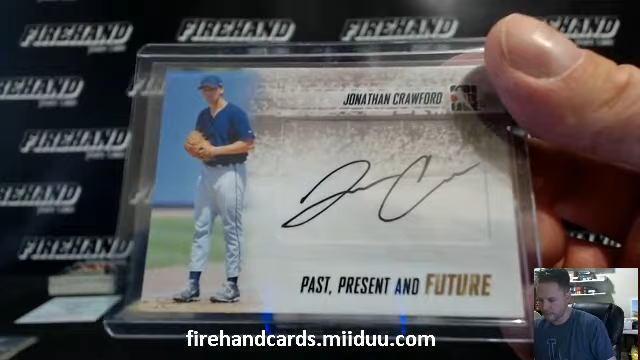 FIREHAND FIREHAND FIREHAND
FIREHAND
FIREHAND
FIREHAND
FIREHAND
JONATHAN CRAWFORD
PAST, PRESENT AND FUTURE
firehandcards.miiduu.com